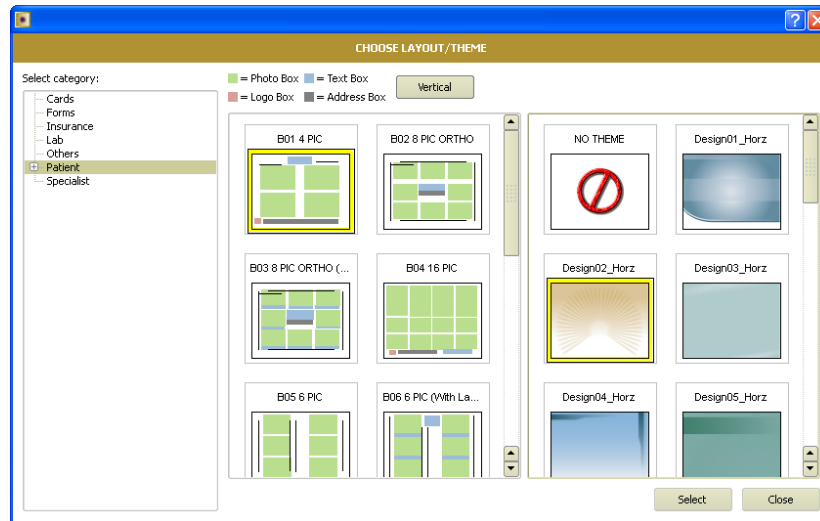 CHOOSE LAYOUT/THEME
Select category:
Cards
Forms
Insurance
Lab
Others
Patient
Specialist
= Photo Box = Text Box
= Logo Box = Address Box
Vertical
B01 4 PIC
B02 8 PIC ORTHO
B03 8 PIC ORTHO (...
B04 16 PIC
B05 6 PIC
B06 6 PIC (With La...
NO THEME
Design01_Horz
Design02_Horz
Design03_Horz
Design04_Horz
Design05_Horz
Select
Close